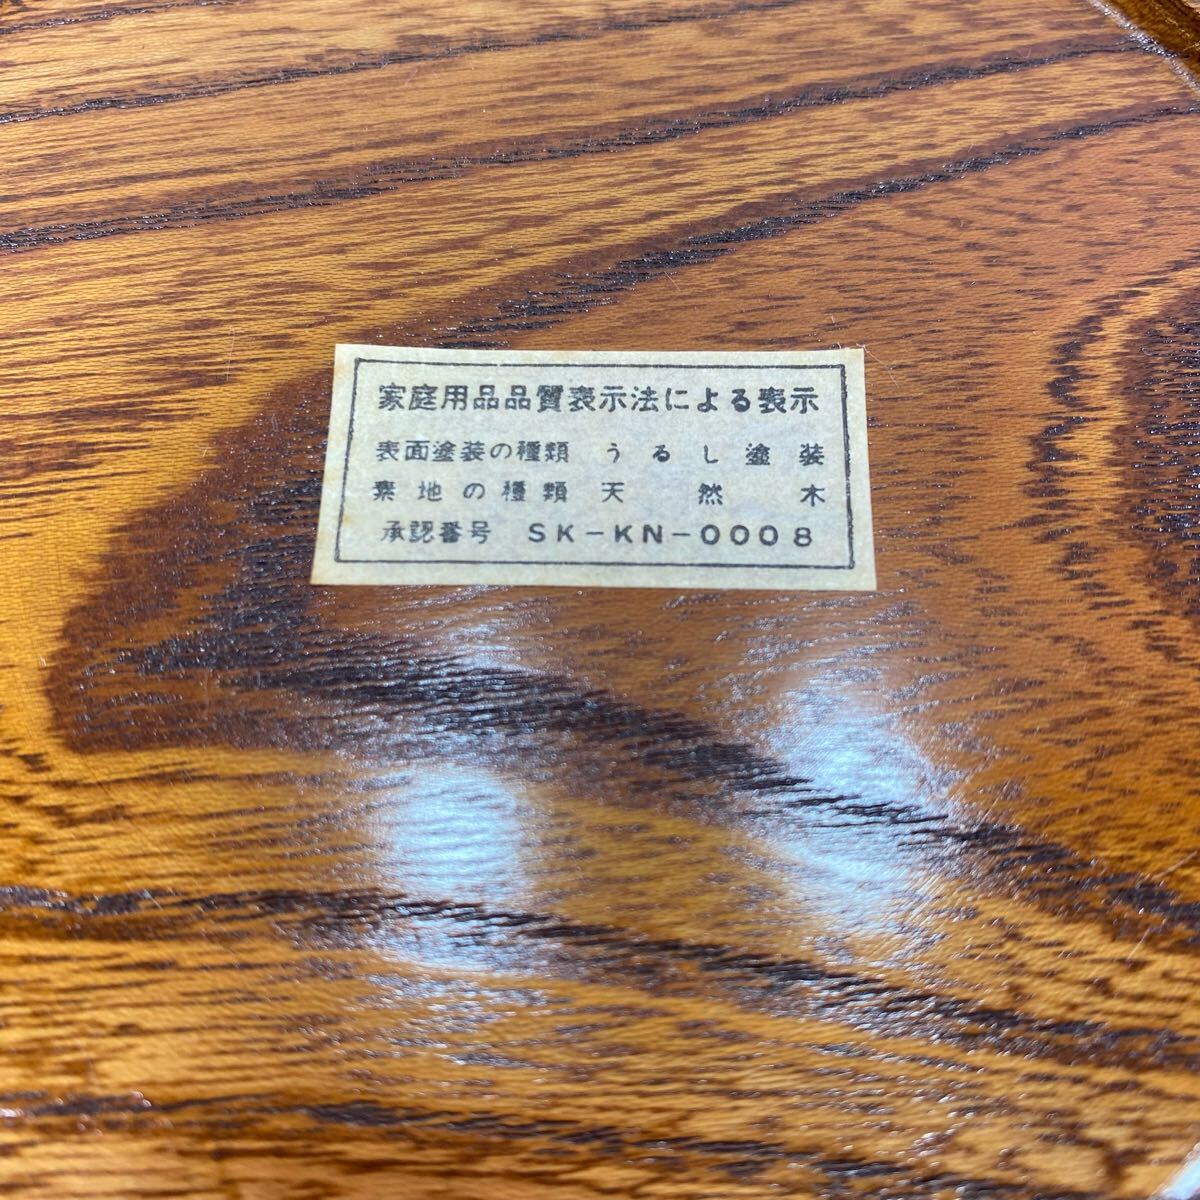 家庭用品品質表示法による表示
表面塗装の種類 うるし塗装
素地の種類 天然木
承認番号 SK-KN-0008